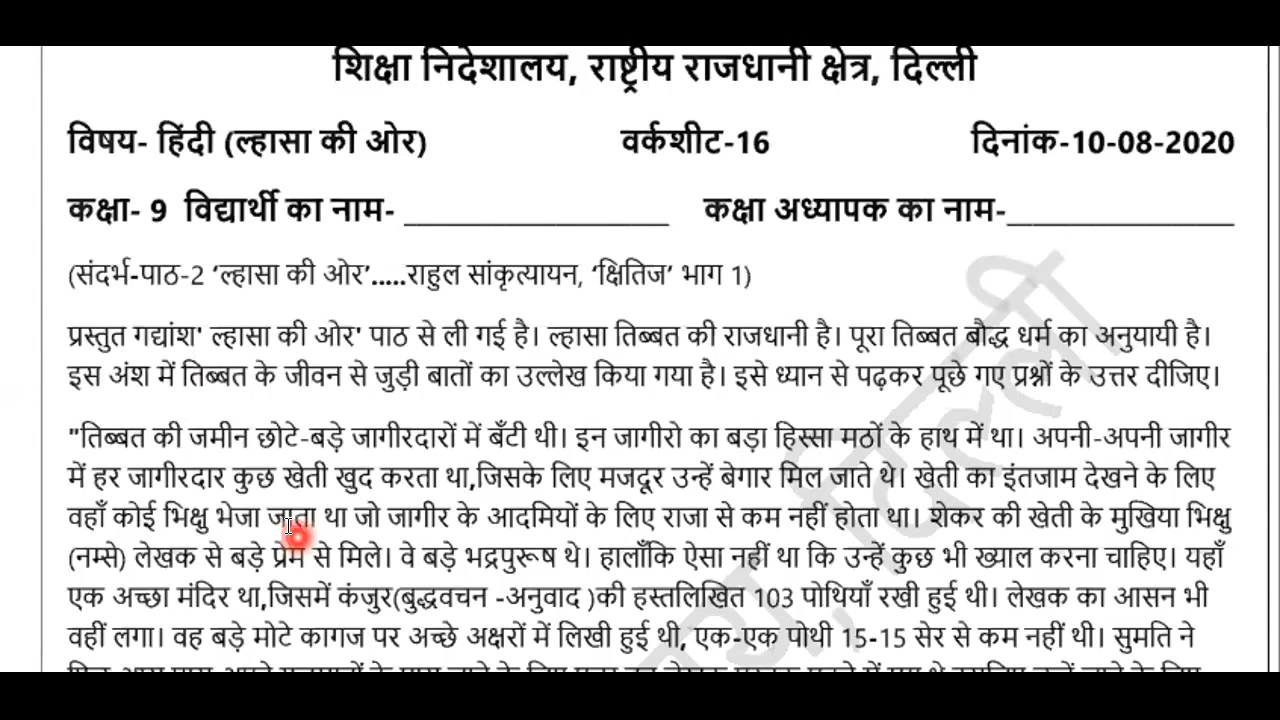 शिक्षा निदेशालय, राष्ट्रीय राजधानी क्षेत्र, दिल्ली
विषय- हिंदी (ल्हासा की ओर) वर्कशीट-16 दिनांक-10-08-2020
कक्षा- 9 विद्यार्थी का नाम- ____________________ कक्षा अध्यापक का नाम-_________________
(संदर्भ-पाठ-2 ‘ल्हासा की ओर’.....राहुल सांकृत्यायन, ‘क्षितिज’ भाग 1)
प्रस्तुत गद्यांश' ल्हासा की ओर' पाठ से ली गई है। ल्हासा तिब्बत की राजधानी है। पूरा तिब्बत बौद्ध धर्म का अनुयायी है।
इस अंश में तिब्बत के जीवन से जुड़ी बातों का उल्लेख किया गया है। इसे ध्यान से पढ़कर पूछे गए प्रश्नों के उत्तर दीजिए।
"तिब्बत की जमीन छोटे-बड़े जागीरदारों में बँटी थी। इन जागीरो का बड़ा हिस्सा मठों के हाथ में था। अपनी-अपनी जागीर
में हर जागीरदार कुछ खेती खुद करता था,जिसके लिए मजदूर उन्हें बेगार मिल जाते थे। खेती का इंतजाम देखने के लिए
वहाँ कोई भिक्षु भेजा जाता था जो जागीर के आदमियों के लिए राजा से कम नहीं होता था। शेकर की खेती के मुखिया भिक्षु
(नम्से) लेखक से बड़े प्रेम से मिले। वे बड़े भद्रपुरूष थे। हालाँकि ऐसा नहीं था कि उन्हें कुछ भी ख्याल करना चाहिए। यहाँ
एक अच्छा मंदिर था,जिसमें कंजुर(बुद्धवचन -अनुवाद )की हस्तलिखित 103 पोथियाँ रखी हुई थी। लेखक का आसन भी
वहीं लगा। वह बड़े मोटे कागज पर अच्छे अक्षरों में लिखी हुई थी, एक-एक पोथी 15-15 सेर से कम नहीं थी। सुमति ने